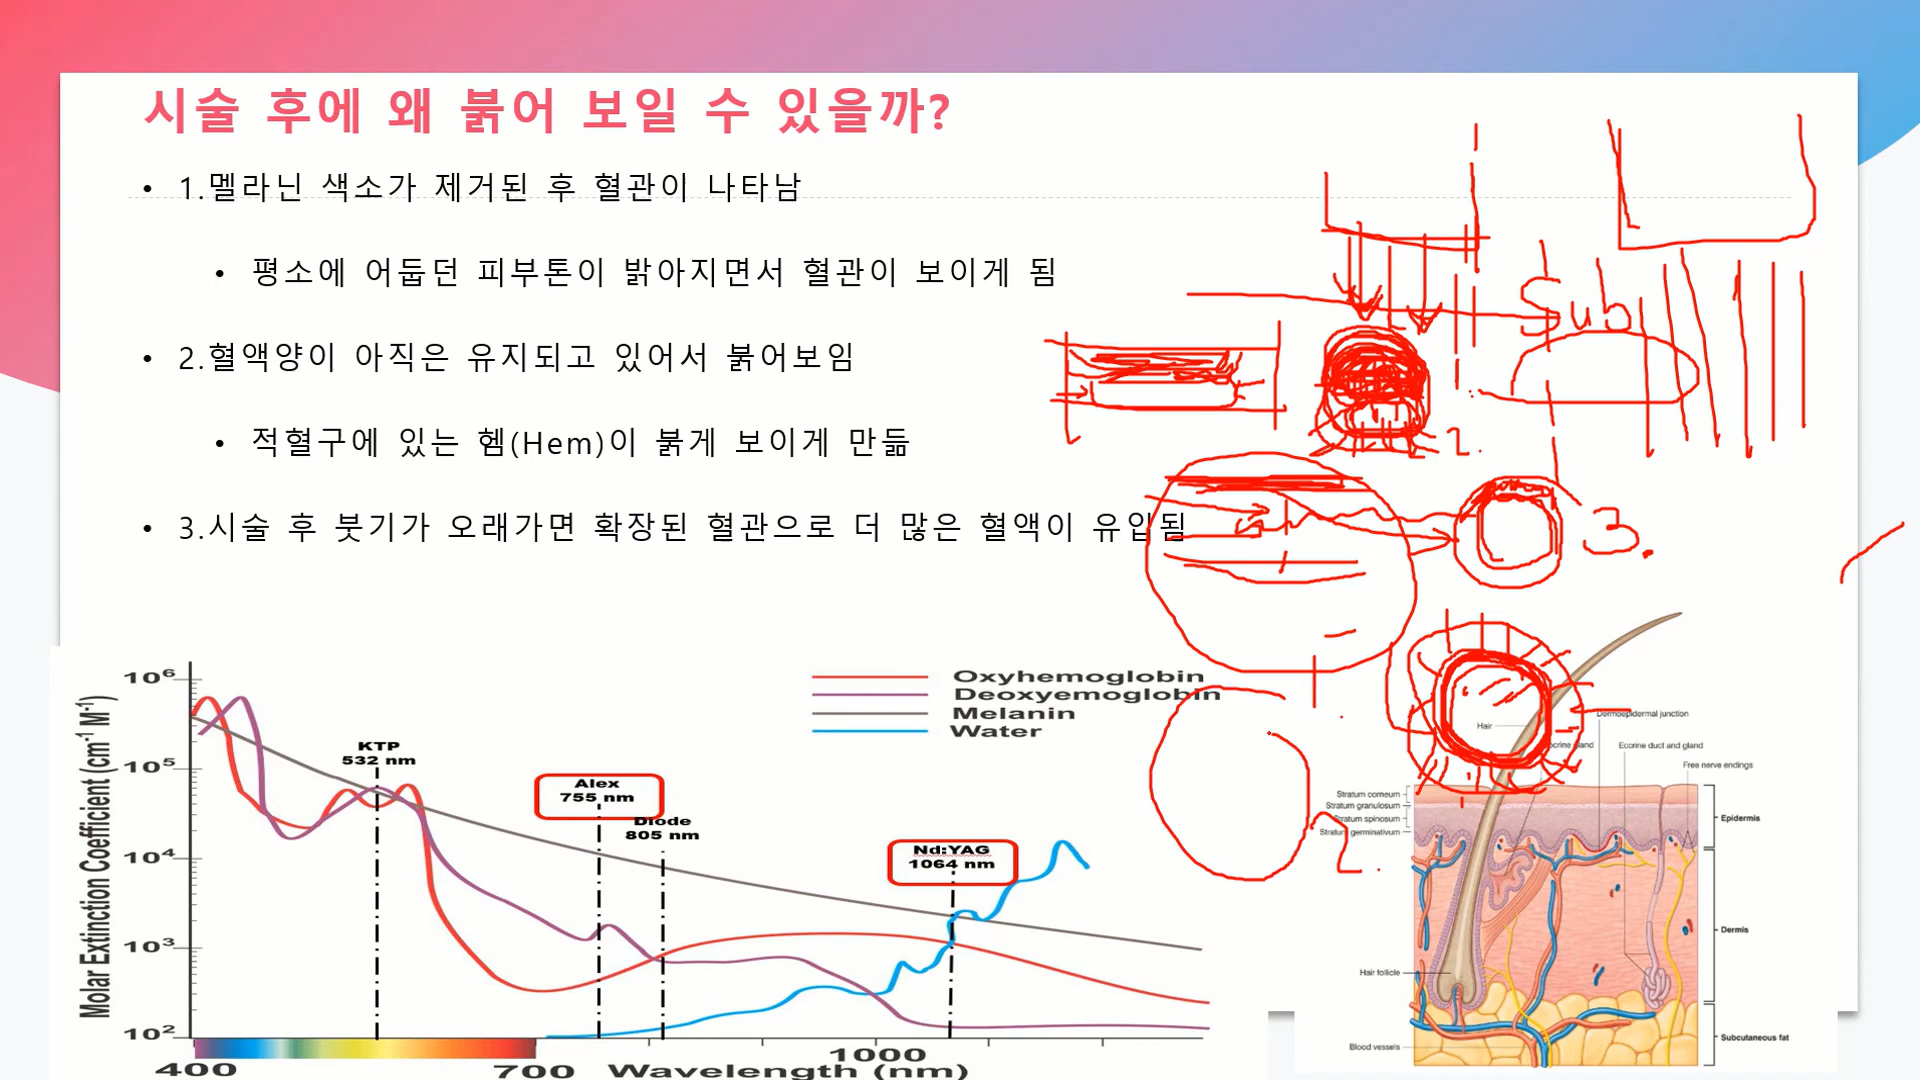 시술 후에 왜 붉어 보일 수 있을까?
• 1.멜라닌 색소가 제거된 후 혈관이 나타남
• 평소에 어둡던 피부톤이 밝아지면서 혈관이 보이게 됨
• 2.혈액양이 아직은 유지되고 있어서 붉어보임
• 적혈구에 있는 헴(Hem)이 붉게 보이게 만듦
• 3.시술 후 붓기가 오래가면 확장된 혈관으로 더 많은 혈액이 유입됨
Sub
1.
2.
3.
2.
Molar Extinction Coefficient (cm-1 M-1)
10⁶
10⁵
10⁴
10³
10²
KTP
532 nm
Alex
755 nm
Diode
805 nm
Nd:YAG
1064 nm
Oxyhemoglobin
Deoxyemoglobin
Melanin
Water
400
700
1000
Wavelength (nm)
Hair
Dermoepidermal junction
Eccrine duct and gland
Free nerve endings
Stratum corneum
Stratum granulosum
Stratum spinosum
Stratum germinativum
Epidermis
Dermis
Hair follicle
Subcutaneous fat
Blood vessels